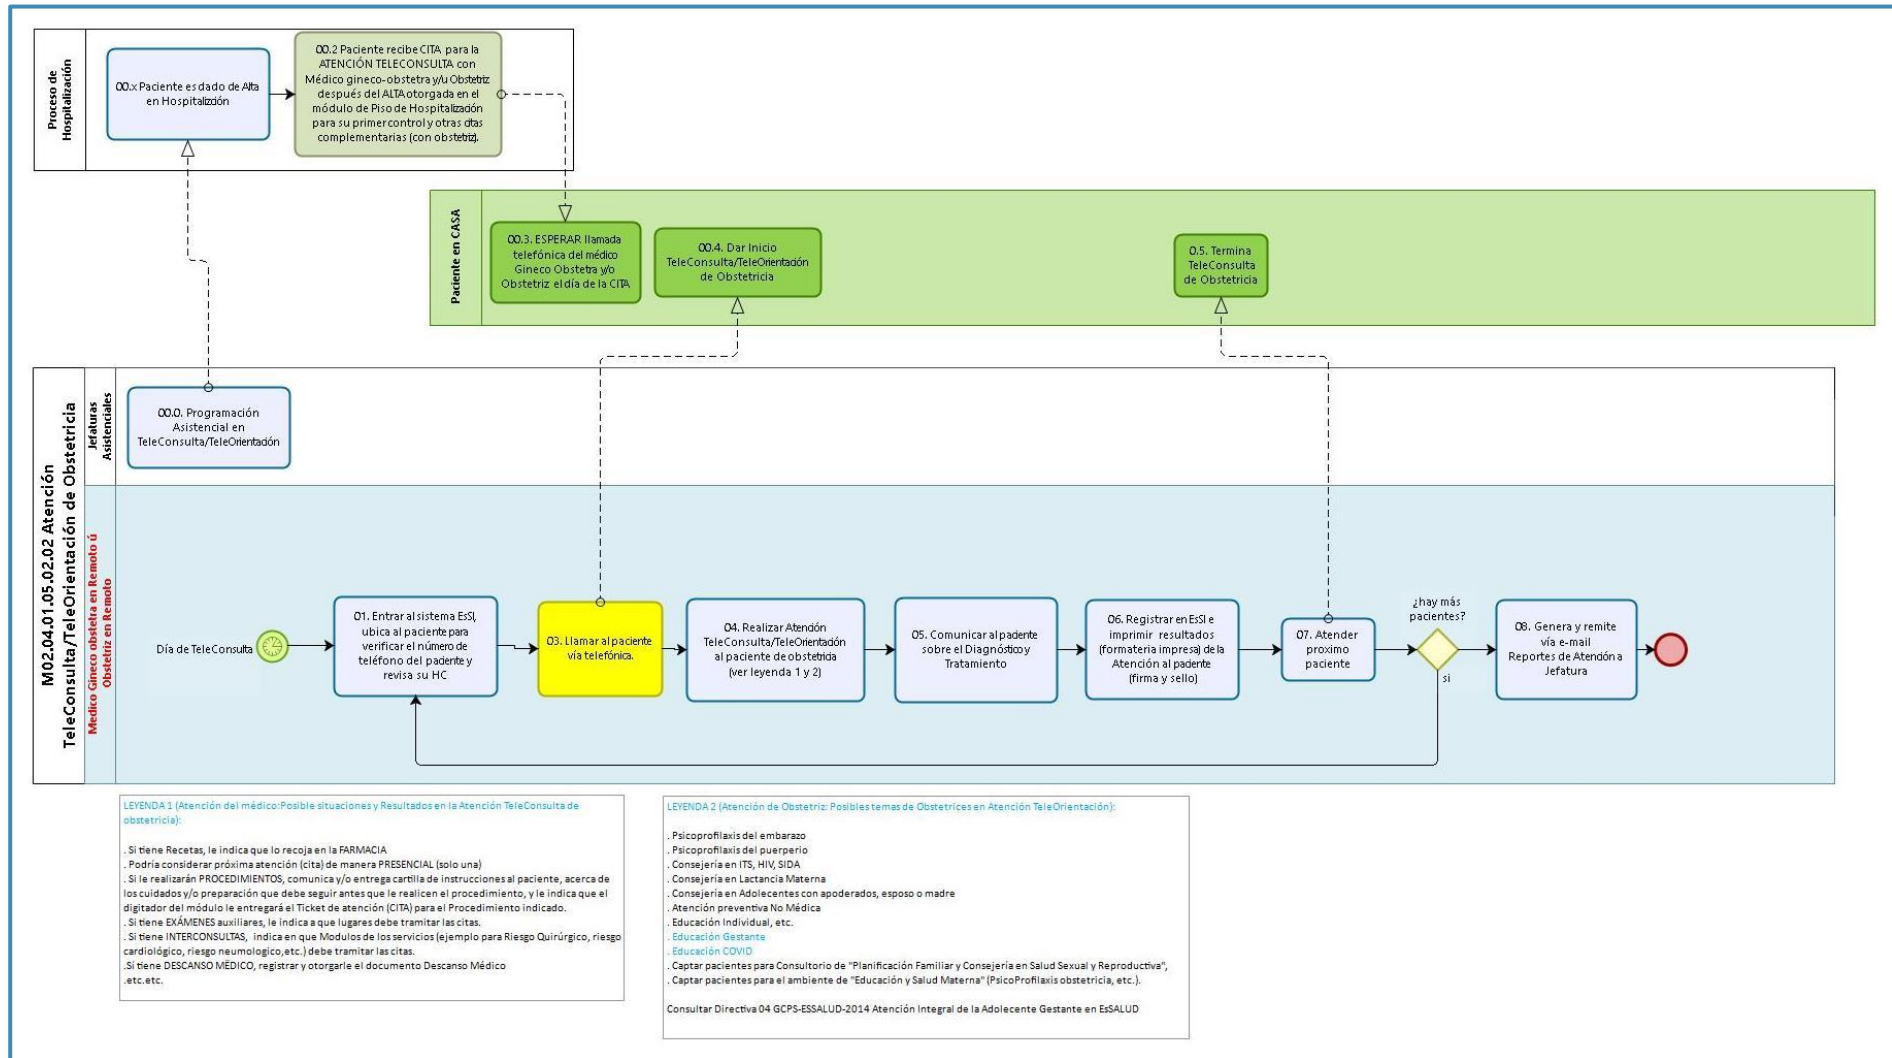 Proceso de
Hospitalización
00.x Paciente es dado de Alta
en Hospitalizción
00.2 Paciente recibe CITA para la
ATENCIÓN TELECONSULTA con
Médico gineco-obstetra y/u Obstetriz
después del ALTA otorgada en el
módulo de Piso de Hospitalización
para su primer control y otras citas
complementarias (con obstetriz).
Paciente en CASA
00.3. ESPERAR llamada
telefónica del médico
Gineco Obstetra y/o
Obstetriz el día de la CITA
00.4. Dar Inicio
TeleConsulta/TeleOrientación
de Obstetricia
0.5. Termina
TeleConsulta
de Obstetricia
M02.04.01.05.02.02 Atención
TeleConsulta/TeleOrientación de Obstetricia
Jefaturas
Asistenciales
00.0. Programación
Asistencial en
TeleConsulta/TeleOrientación
Medico Gineco obstetra en Remoto ú
Obstetriz en Remoto
Día de TeleConsulta
01. Entrar al sistema EsSI,
ubica al paciente para
verificar el número de
teléfono del paciente y
revisa su HC
03. Llamar al paciente
vía telefónica.
04. Realizar Atención
TeleConsulta/TeleOrientación
al paciente de obstetricia
(ver leyenda 1 y 2)
05. Comunicar al paciente
sobre el Diagnóstico y
Tratamiento
06. Registrar en EsSI e
imprimir resultados
(formateria impresa) de la
Atención al paciente
(firma y sello)
07. Atender
proximo
paciente
¿hay más
pacientes?
si
08. Genera y remite
vía e-mail
Reportes de Atención a
Jefatura
LEYENDA 1 (Atención del médico:Posible situaciones y Resultados en la Atención TeleConsulta de
obstetricia):
. Si tiene Recetas, le indica que lo recoja en la FARMACIA
. Podría considerar próxima atención (cita) de manera PRESENCIAL (solo una)
. Si le realizarán PROCEDIMIENTOS, comunica y/o entrega cartilla de instrucciones al paciente, acerca de
los cuidados y/o preparación que debe seguir antes que le realicen el procedimiento, y le indica que el
digitador del módulo le entregará el Ticket de atención (CITA) para el Procedimiento indicado.
. Si tiene EXÁMENES auxiliares, le indica a que lugares debe tramitar las citas.
. Si tiene INTERCONSULTAS, indica en que Modulos de los servicios (ejemplo para Riesgo Quirúrgico, riesgo
cardiológico, riesgo neumologico,etc.) debe tramitar las citas.
.Sí tiene DESCANSO MÉDICO, registrar y otorgarle el documento Descanso Médico
.etc.etc.
LEYENDA 2 (Atención de Obstetriz: Posibles temas de Obstetrices en Atención TeleOrientación):
. Psicoprofilaxis del embarazo
. Psicoprofilaxis del puerperio
. Consejería en ITS, HIV, SIDA
. Consejería en Lactancia Materna
. Consejería en Adolecentes con apoderados, esposo o madre
. Atención preventiva No Médica
. Educación Individual, etc.
. Educación Gestante
. Educación COVID
. Captar pacientes para Consultorio de "Planificación Familiar y Consejería en Salud Sexual y Reproductiva",
. Captar pacientes para el ambiente de "Educación y Salud Materna" (PsicoProfilaxis obstetricia, etc.).
Consultar Directiva 04 GCPS-ESSALUD-2014 Atención Integral de la Adolecente Gestante en EsSALUD